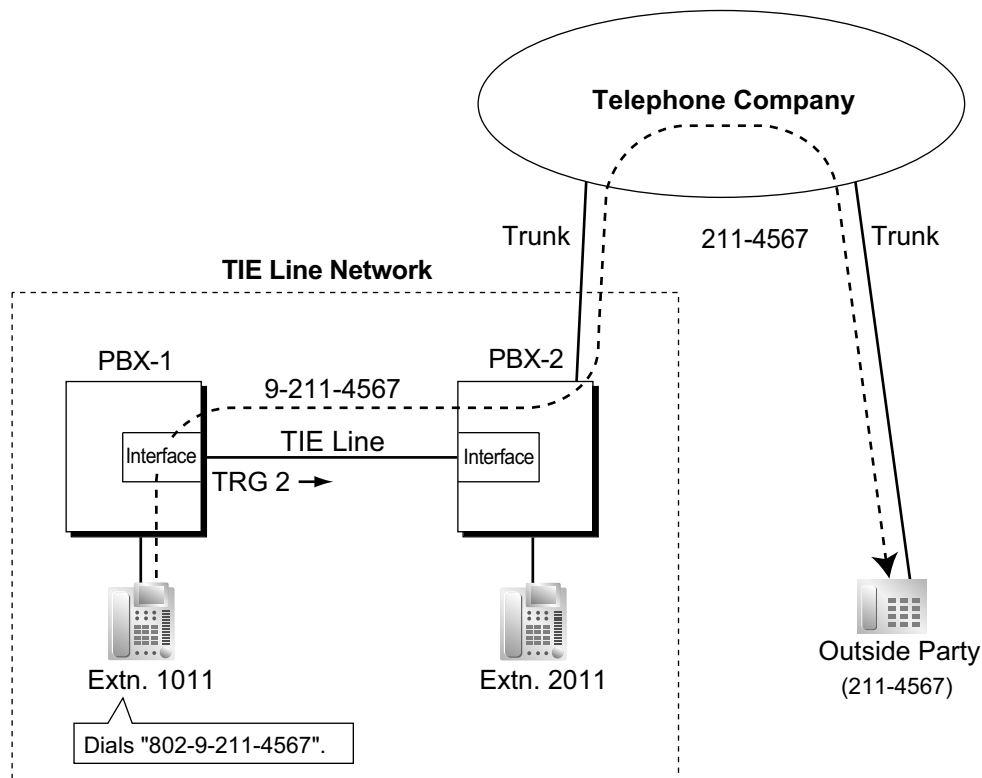 Telephone Company
Trunk
211-4567
Trunk
TIE Line Network
PBX-1
PBX-2
9-211-4567
Interface
TIE Line
Interface
TRG 2 →
Extn. 1011
Extn. 2011
Outside Party
(211-4567)
Dials "802-9-211-4567".